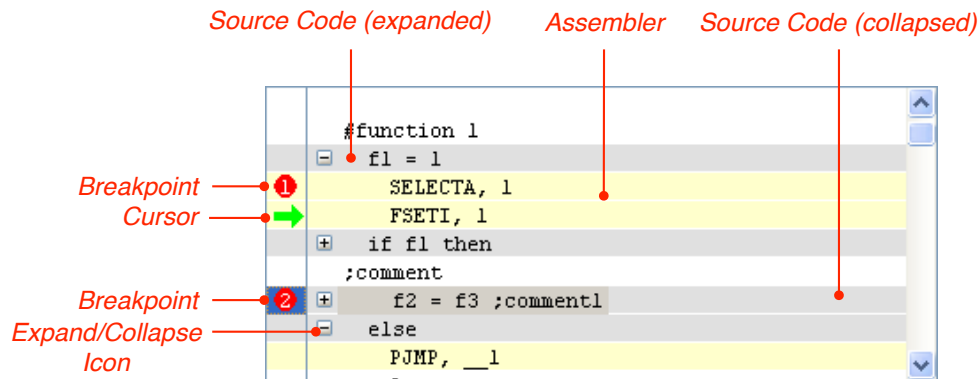 Source Code (expanded)
Assembler
Source Code (collapsed)
#function 1
f1 = 1
Breakpoint
1
SELECTA, 1
Cursor
FSETI, 1
if f1 then
;comment
Breakpoint
2
f2 = f3 ;comment1
Expand/Collapse
Icon
else
PJMP, __1